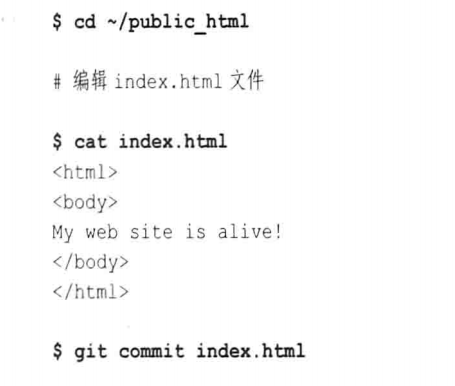 $ cd ~/public_html
# 编辑 index.html 文件
$ cat index.html
<html>
<body>
My web site is alive!
</body>
</html>
$ git commit index.html